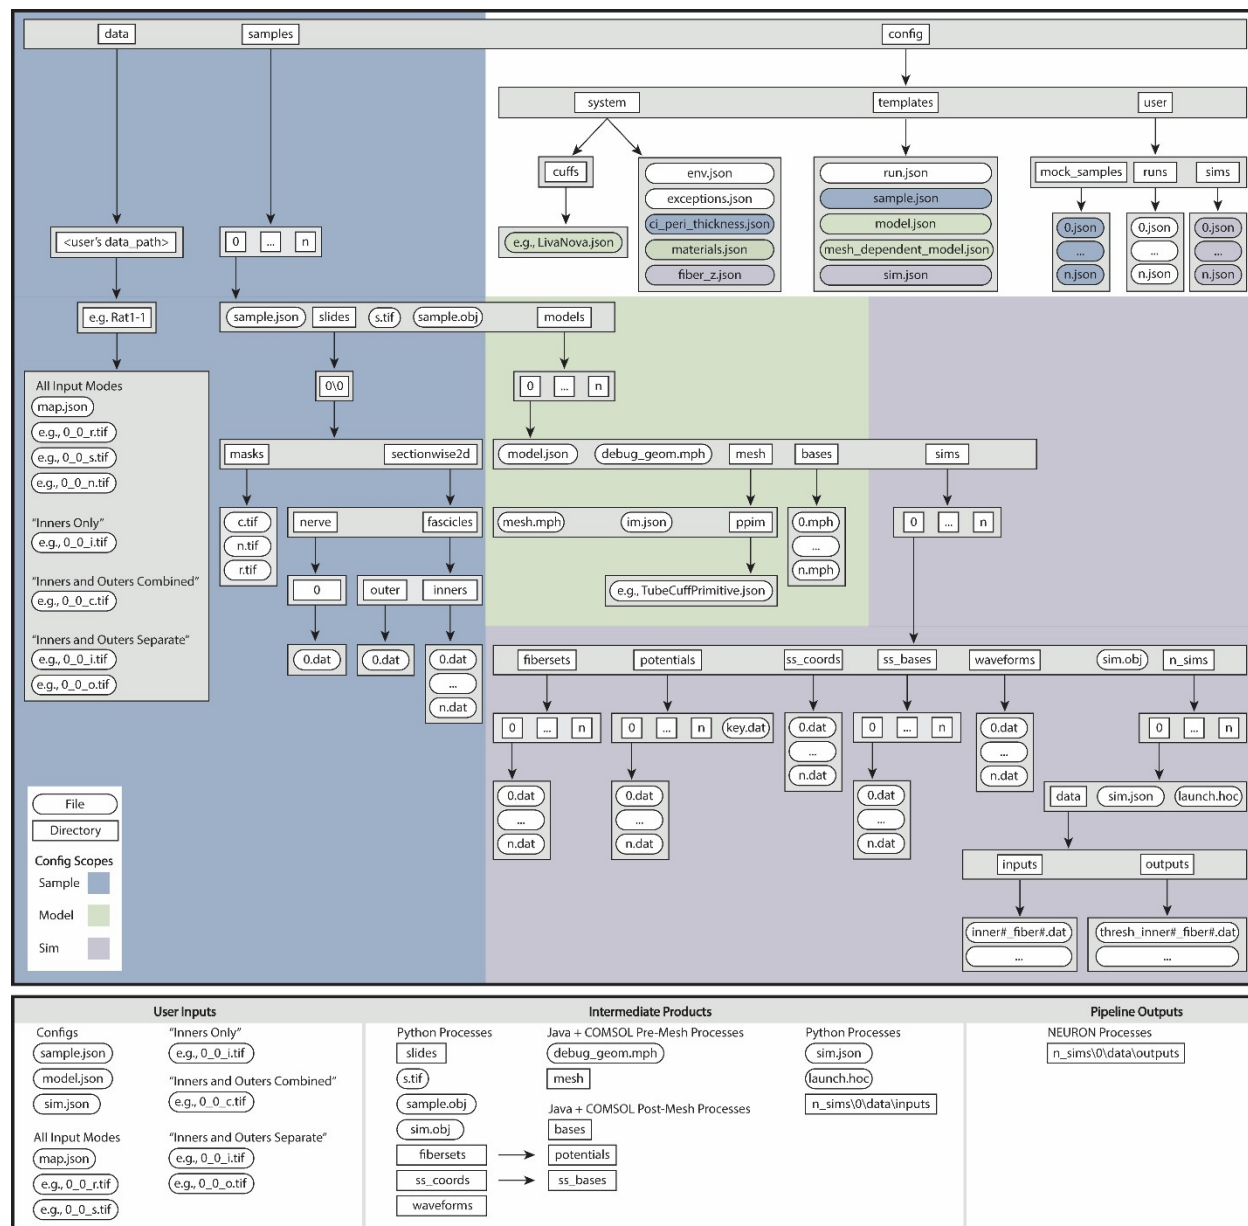 data
samples
config
system
templates
user
cuffs
env.json
exceptions.json
ci_peri_thickness.json
materials.json
fiber_z.json
run.json
sample.json
model.json
mesh_dependent_model.json
sim.json
mock_samples
runs
sims
e.g., LivaNova.json
0.json
...
n.json
0.json
...
n.json
0.json
...
n.json
<user's data_path>
0
...
n
e.g. Rat1-1
sample.json
slides
s.tif
sample.obj
models
All Input Modes
map.json
e.g., 0_0_r.tif
e.g., 0_0_s.tif
e.g., 0_0_n.tif
"Inners Only"
e.g., 0_0_i.tif
"Inners and Outers Combined"
e.g., 0_0_c.tif
"Inners and Outers Separate"
e.g., 0_0_i.tif
e.g., 0_0_o.tif
0\0
0
...
n
masks
sectionwise2d
model.json
debug_geom.mph
mesh
bases
sims
c.tif
n.tif
r.tif
nerve
fascicles
mesh.mph
im.json
ppim
0.mph
...
n.mph
0
...
n
0
outer
inners
e.g., TubeCuffPrimitive.json
0.dat
0.dat
0.dat
...
n.dat
fibersets
potentials
ss_coords
ss_bases
waveforms
sim.obj
n_sims
0
...
n
0
...
n
key.dat
0.dat
...
n.dat
0
...
n
0.dat
...
n.dat
0
...
n
0.dat
...
n.dat
0.dat
...
n.dat
0.dat
...
n.dat
data
sim.json
launch.hoc
inputs
outputs
inner#_fiber#.dat
...
thresh_inner#_fiber#.dat
...
File
Directory
Config Scopes
Sample
Model
Sim
User Inputs
Configs
sample.json
model.json
sim.json
All Input Modes
map.json
e.g., 0_0_r.tif
e.g., 0_0_s.tif
"Inners Only"
e.g., 0_0_i.tif
"Inners and Outers Combined"
e.g., 0_0_c.tif
"Inners and Outers Separate"
e.g., 0_0_i.tif
e.g., 0_0_o.tif
Intermediate Products
Python Processes
slides
s.tif
sample.obj
sim.obj
fibersets
ss_coords
waveforms
Java + COMSOL Pre-Mesh Processes
debug_geom.mph
mesh
Java + COMSOL Post-Mesh Processes
bases
potentials
ss_bases
Python Processes
sim.json
launch.hoc
n_sims\0\data\inputs
Pipeline Outputs
NEURON Processes
n_sims\0\data\outputs